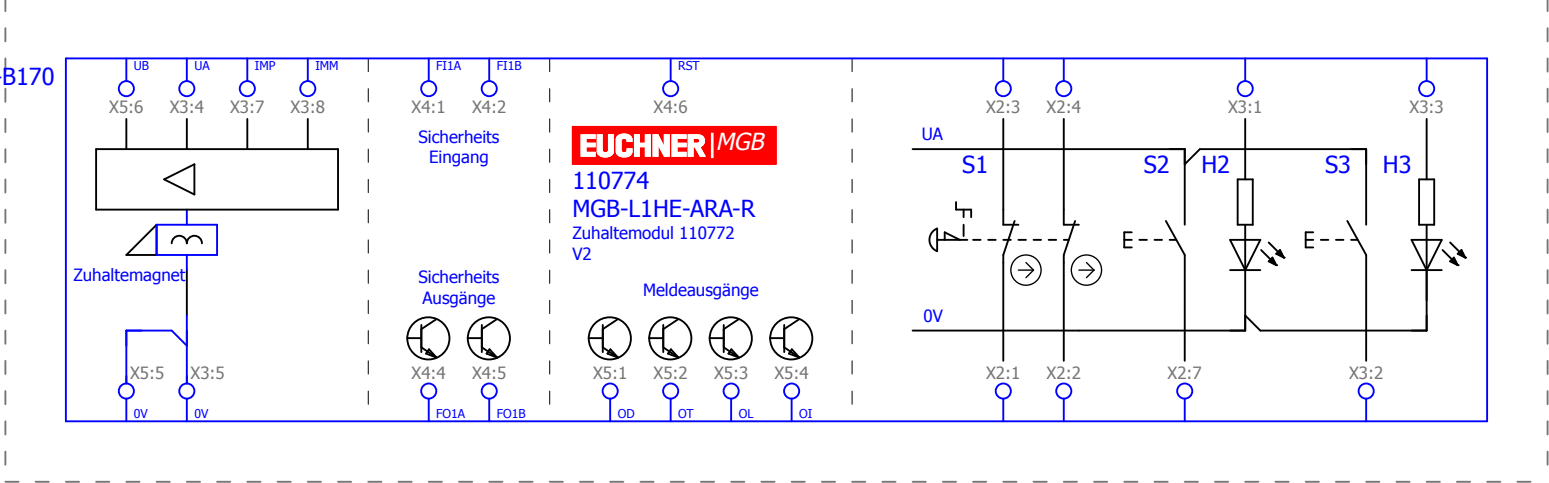 UB UA IMP IMM FI1A FI1B RST
-B170
X5:6 X3:4 X3:7 X3:8 X4:1 X4:2 X4:6 X2:3 X2:4 X3:1 X3:3
Sicherheits
Eingang
EUCHNER|MGB
110774
MGB-L1HE-ARA-R
Zuhaltemodul 110772
V2
UA
S1 S2 H2 S3 H3
Zuhaltemagnet
Sicherheits
Ausgänge
Meldeausgänge
0V
X5:5 X3:5 X4:4 X4:5 X5:1 X5:2 X5:3 X5:4 X2:1 X2:2 X2:7 X3:2
0V 0V FO1A FO1B OD OT OL OI